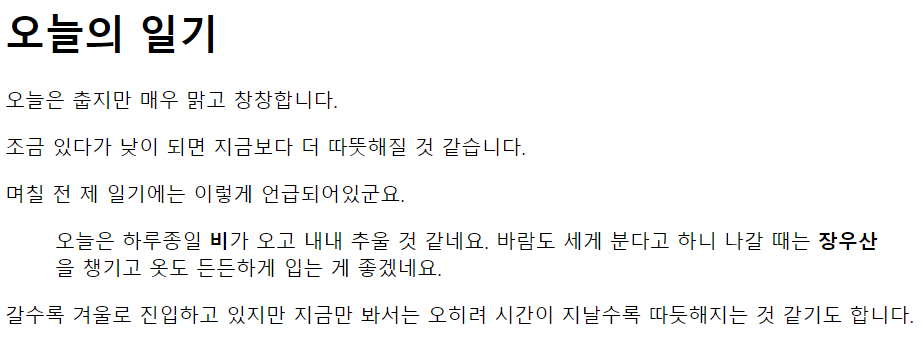 오늘의 일기
오늘은 춥지만 매우 맑고 창창합니다.
조금 있다가 낮이 되면 지금보다 더 따뜻해질 것 같습니다.
며칠 전 제 일기에는 이렇게 언급되어있군요.
오늘은 하루종일 비가 오고 내내 추울 것 같네요. 바람도 세게 분다고 하니 나갈 때는 장우산
을 챙기고 옷도 든든하게 입는 게 좋겠네요.
갈수록 겨울로 진입하고 있지만 지금만 봐서는 오히려 시간이 지날수록 따듯해지는 것 같기도 합니다.